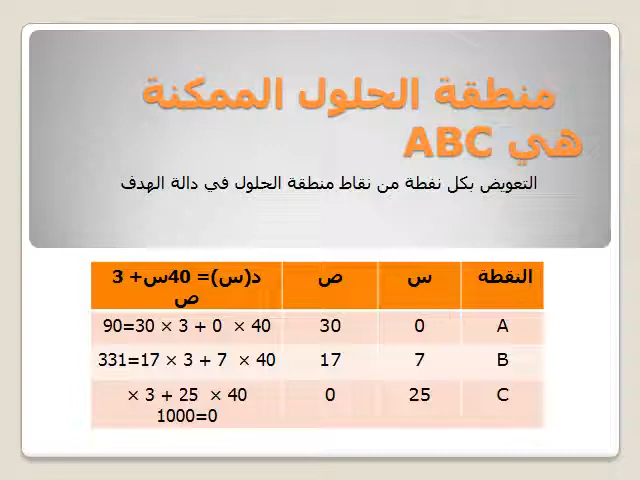 منطقة الحلول الممكنة
هي ABC
التعويض بكل نقطة من نقاط منطقة الحلول في دالة الهدف
النقطة س ص د(س)= 40س+ 3
ص
A 0 30 40 × 0 + 3 × 30=90
B 7 17 40 × 7 + 3 × 17=331
C 25 0 40 × 25 + 3 ×
0=1000